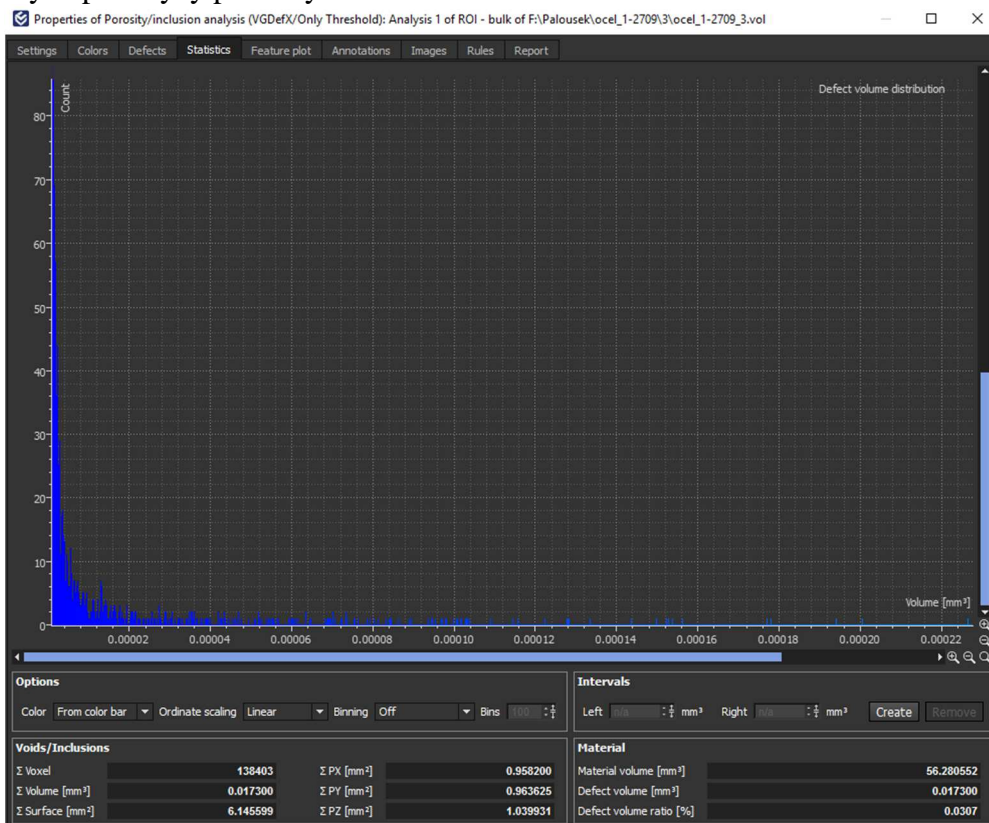 Properties of Porosity/inclusion analysis (VGDefX/Only Threshold): Analysis 1 of ROI - bulk of F:\Palousek\ocel_1-2709\3\ocel_1-2709_3.vol
Settings Colors Defects Statistics Feature plot Annotations Images Rules Report
Count
Defect volume distribution
80
70
60
50
40
30
20
10
0
Volume [mm³]
0.00002 0.00004 0.00006 0.00008 0.00010 0.00012 0.00014 0.00016 0.00018 0.00020 0.00022
Options
Color From color bar Ordinate scaling Linear Binning Off Bins 100
Intervals
Left n/a mm³ Right n/a mm³ Create Remove
Voids/Inclusions
Σ Voxel 138403 Σ PX [mm²] 0.958200
Σ Volume [mm³] 0.017300 Σ PY [mm²] 0.963625
Σ Surface [mm²] 6.145599 Σ PZ [mm²] 1.039931
Material
Material volume [mm³] 56.280552
Defect volume [mm³] 0.017300
Defect volume ratio [%] 0.0307